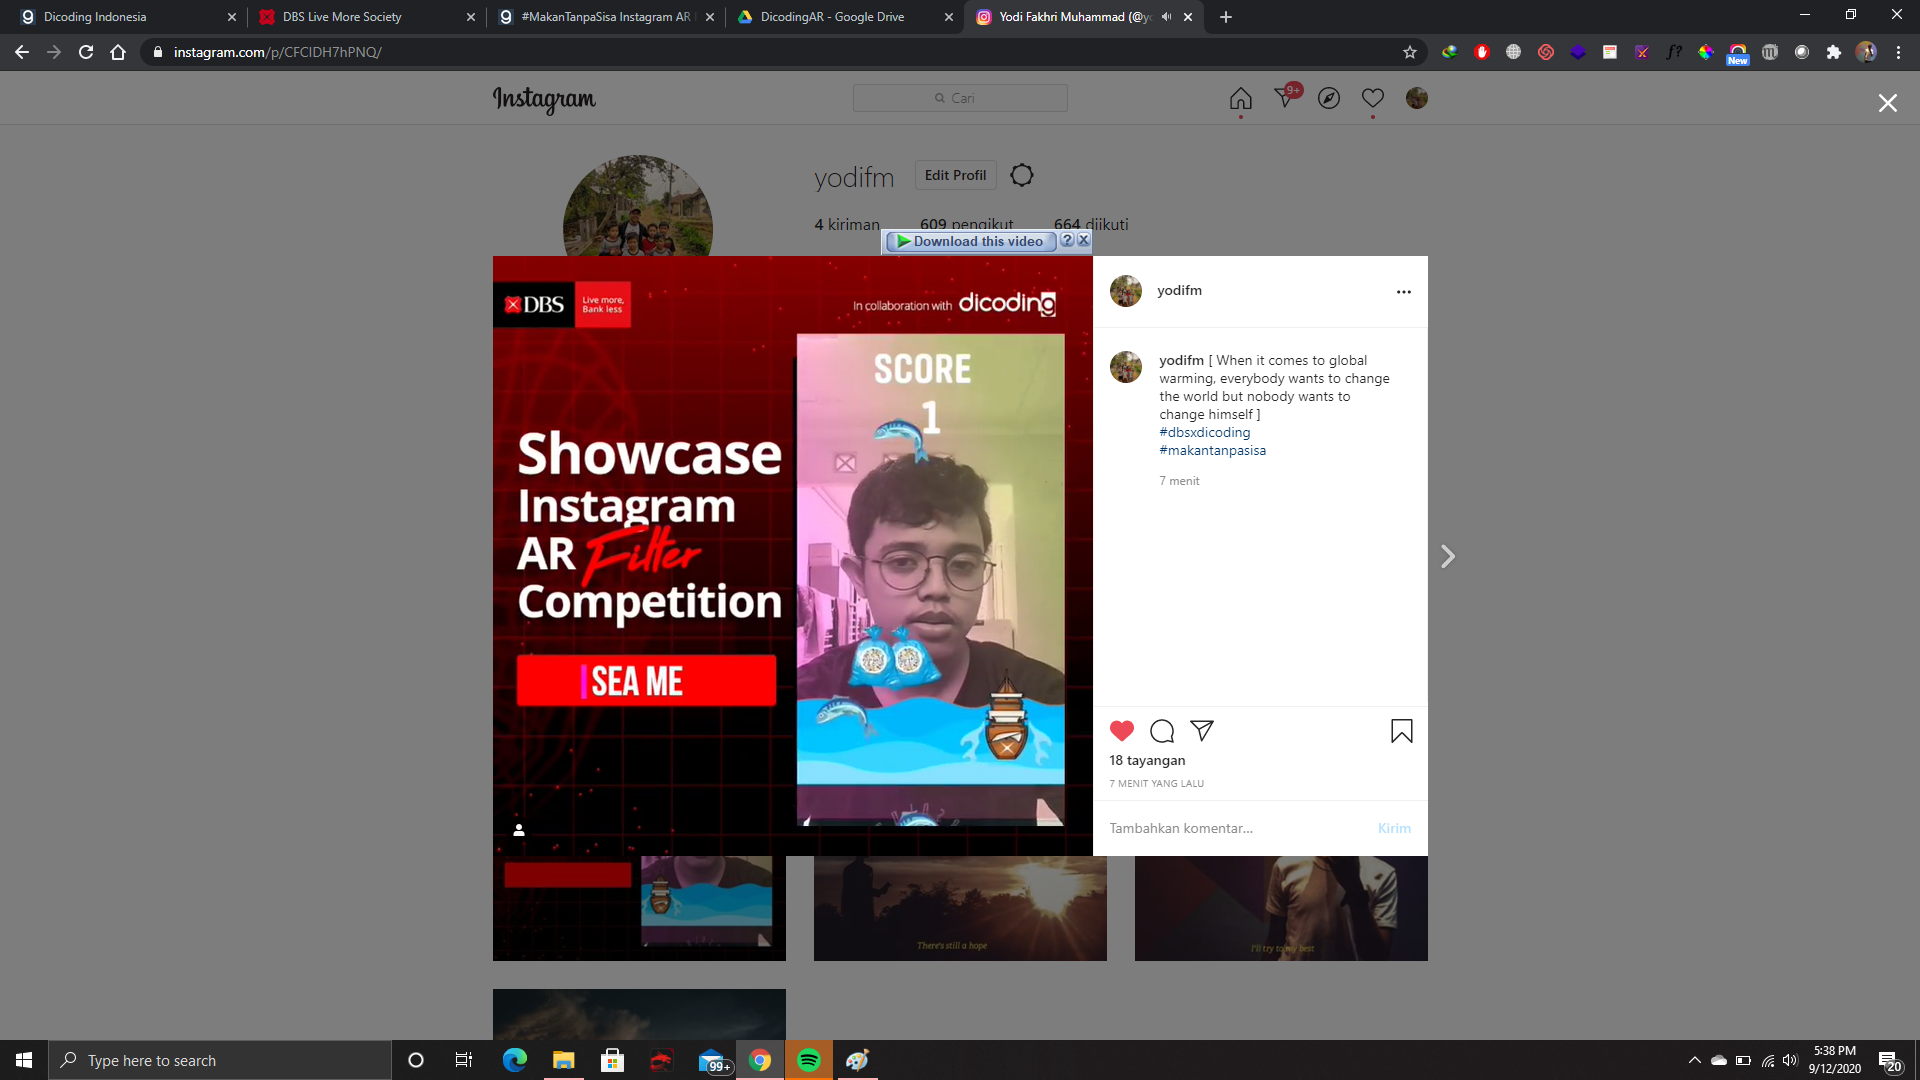 Dicoding Indonesia
DBS Live More Society
#MakanTanpaSisa Instagram AR
DicodingAR - Google Drive
Yodi Fakhri Muhammad (@yo
instagram.com/p/CFCIDH7hPNQ/
f?
New
Instagram
Cari
9+
yodifm
Edit Profil
4 kiriman
609 pengikut
664 diikuti
Download this video
?
DBS
Live more,
Bank less
In collaboration with dicoding
SCORE
1
Showcase
Instagram
AR Filter
Competition
SEA ME
yodifm
yodifm [ When it comes to global
warming, everybody wants to change
the world but nobody wants to
change himself ]
#dbsxdicoding
#makantanpasisa
7 menit
18 tayangan
7 MENIT YANG LALU
Tambahkan komentar...
Kirim
There's still a hope
I'll try to my best
Type here to search
99+
5:38 PM
9/12/2020
20